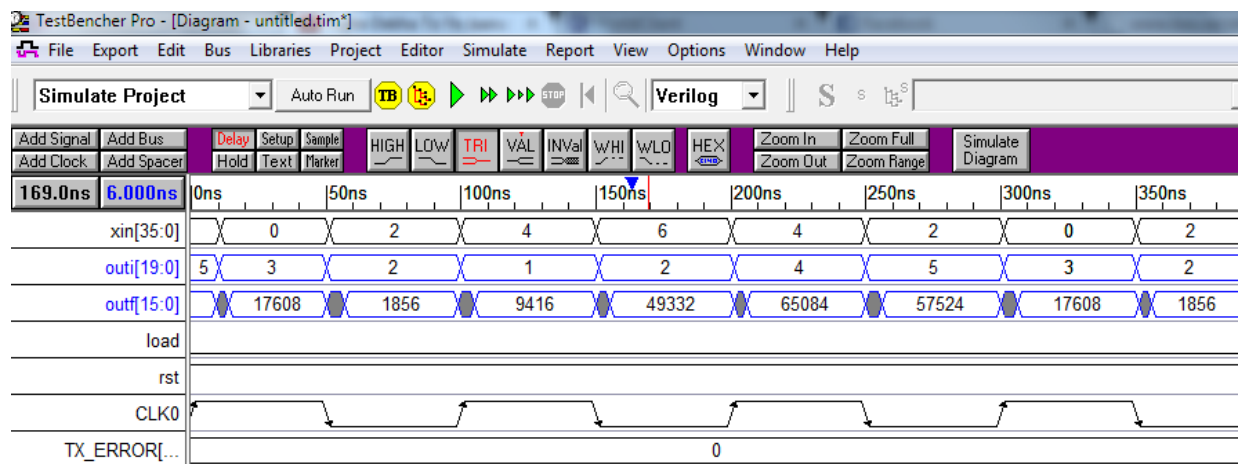 TestBencher Pro - [Diagram - untitled.tim*]
File Export Edit Bus Libraries Project Editor Simulate Report View Options Window Help
Simulate Project Auto Run TB STOP Verilog S S S
Add Signal Add Bus Delay Setup Sample HIGH LOW TRI VAL INVal WHI WLO HEX Zoom In Zoom Full Simulate Diagram
Add Clock Add Spacer Hold Text Marker BIND Zoom Out Zoom Range
169.0ns 6.000ns 0ns 50ns 100ns 150ns 200ns 250ns 300ns 350ns
xin[35:0] 0 2 4 6 4 2 0 2
outi[19:0] 5 3 2 1 2 4 5 3 2
outf[15:0] 17608 1856 9416 49332 65084 57524 17608 1856
load
rst
CLK0
TX_ERROR[... 0